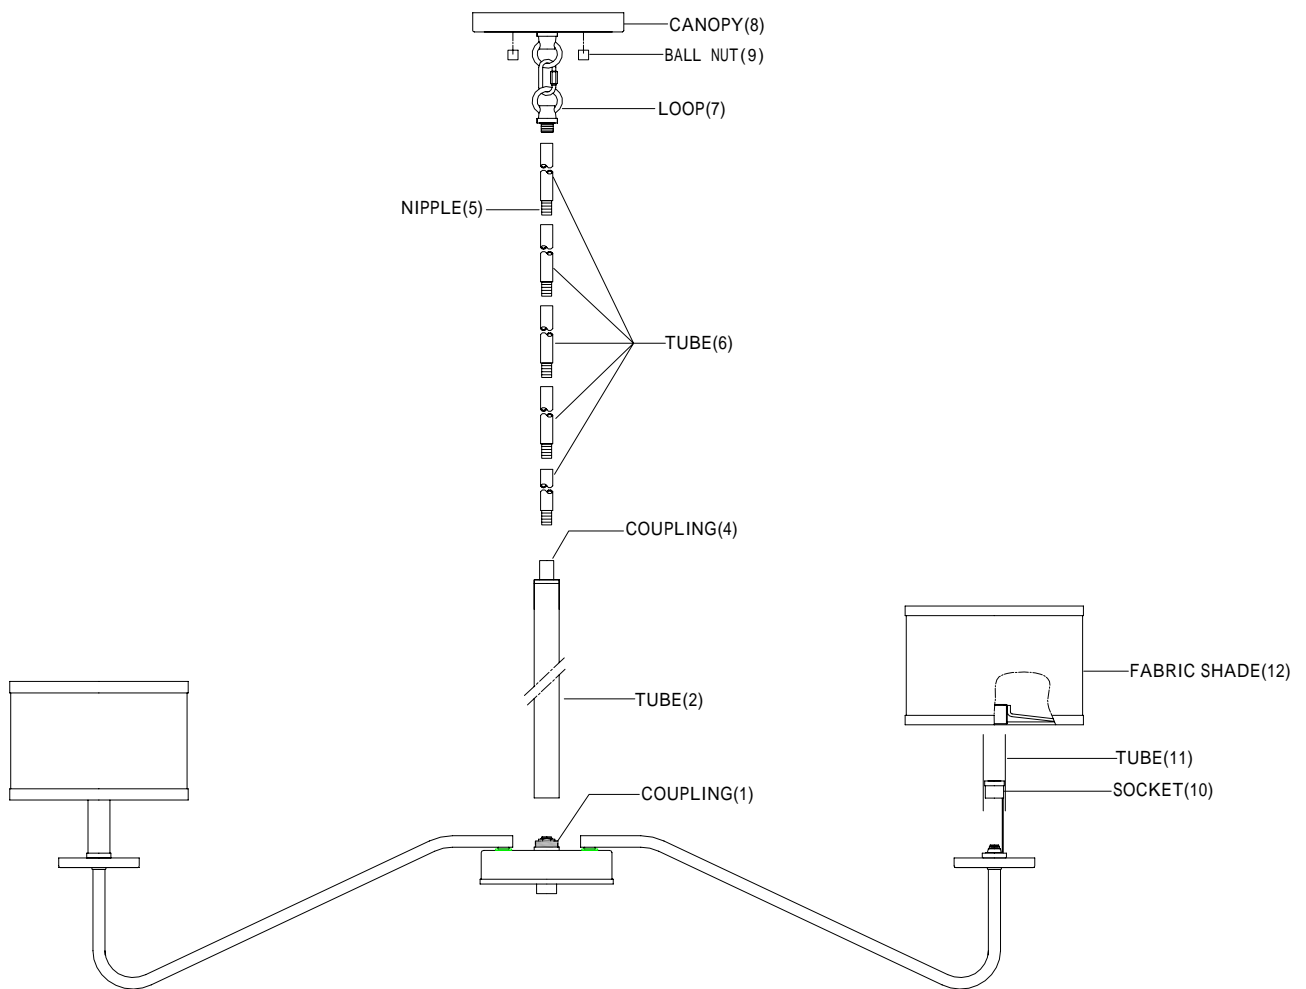 CANOPY(8)
BALL NUT(9)
LOOP(7)
NIPPLE(5)
TUBE(6)
COUPLING(4)
FABRIC SHADE(12)
TUBE(2)
TUBE(11)
SOCKET(10)
COUPLING(1)